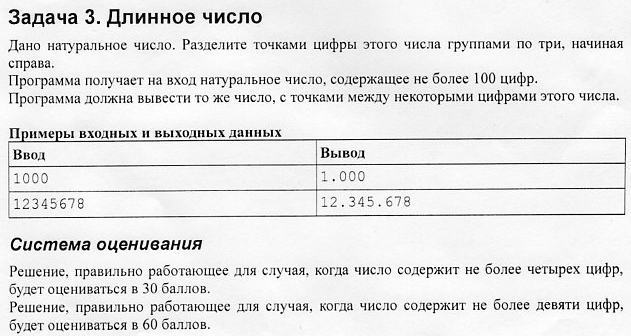 Задача 3. Длинное число
Дано натуральное число. Разделите точками цифры этого числа группами по три, начиная
справа.
Программа получает на вход натуральное число, содержащее не более 100 цифр.
Программа должна вывести то же число, с точками между некоторыми цифрами этого числа.
Примеры входных и выходных данных
Ввод Вывод
1000 1.000
12345678 12.345.678
Система оценивания
Решение, правильно работающее для случая, когда число содержит не более четырех цифр,
будет оцениваться в 30 баллов.
Решение, правильно работающее для случая, когда число содержит не более девяти цифр,
будет оцениваться в 60 баллов.